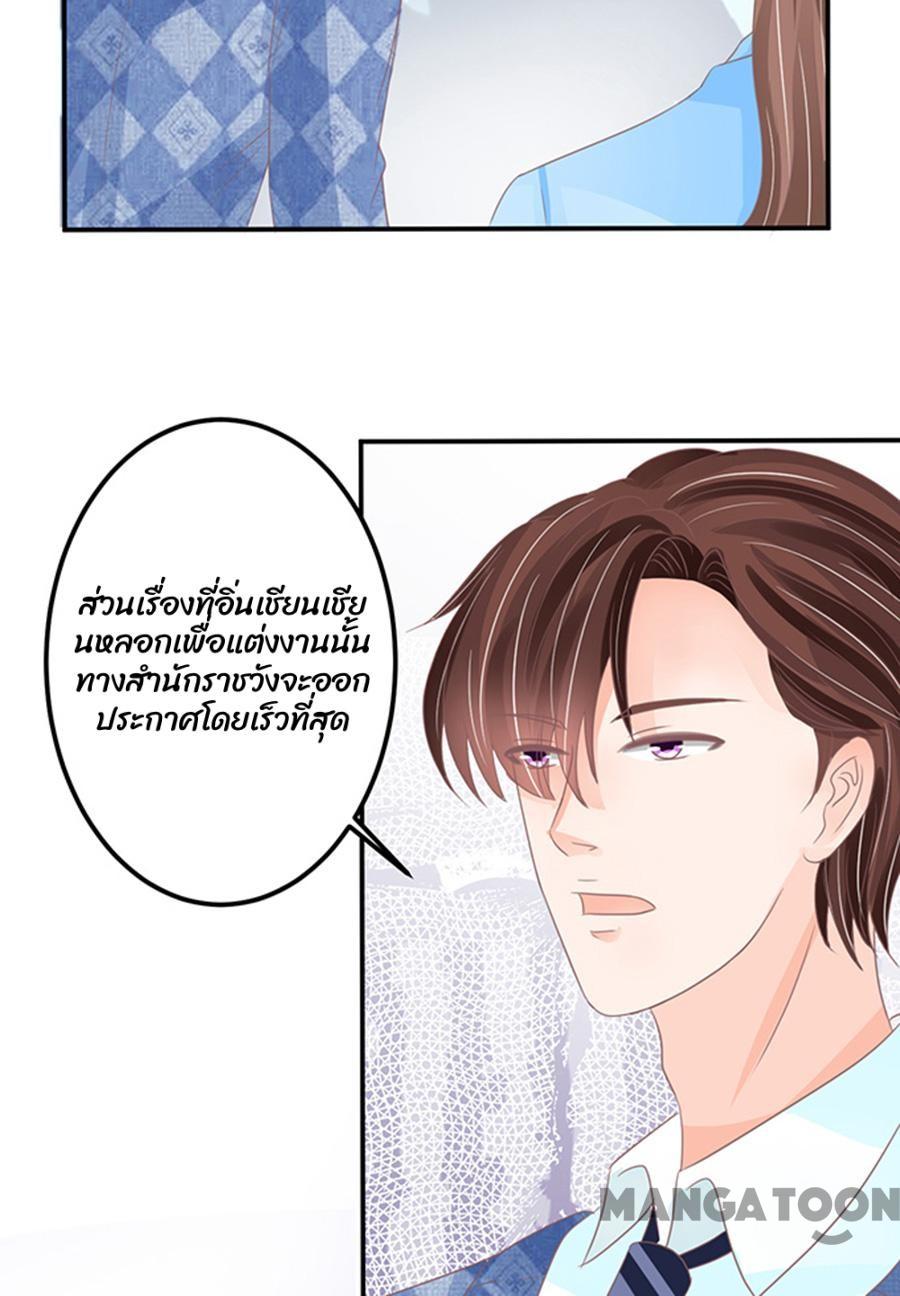 ส่วนเรื่องที่อิ่นเชียนเชีย
นหลอกเพื่อแต่งงานนั้น
ทางสำนักราชวังจะออก
ประกาศโดยเร็วที่สุด
MANGATOON